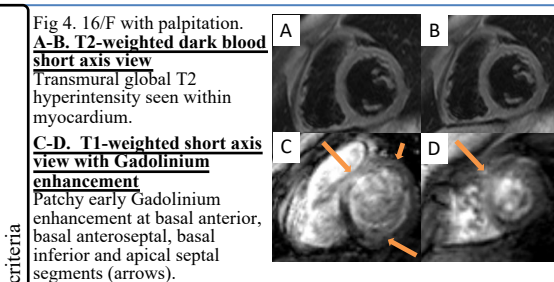 Fig 4. 16/F with palpitation.
A-B. T2-weighted dark blood
short axis view
Transmural global T2
hyperintensity seen within
myocardium.
C-D. T1-weighted short axis
view with Gadolinium
enhancement
Patchy early Gadolinium
enhancement at basal anterior,
basal anteroseptal, basal
inferior and apical septal
segments (arrows).
criteria
A
B
C
D